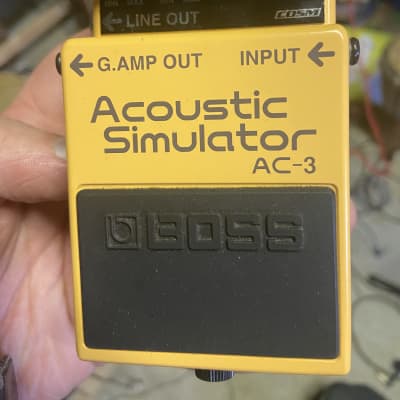 ← LINE OUT
COSM
← G.AMP OUT
INPUT ←
Acoustic
Simulator
AC-3
BOSS